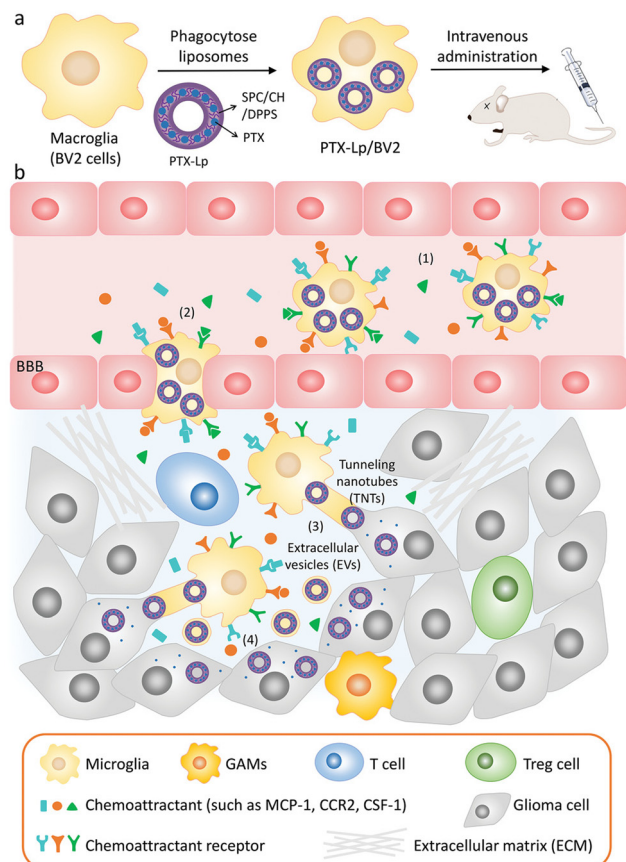 a
Phagocytose
liposomes
Intravenous
administration
SPC/CH
/DPPS
PTX
Macroglia
(BV2 cells)
PTX-Lp
PTX-Lp/BV2
x
b
(1)
(2)
BBB
Tunneling
nanotubes
(TNTs)
(3)
Extracellular
vesicles (EVs)
(4)
Microglia
GAMs
T cell
Treg cell
Chemoattractant (such as MCP-1, CCR2, CSF-1)
Glioma cell
Chemoattractant receptor
Extracellular matrix (ECM)